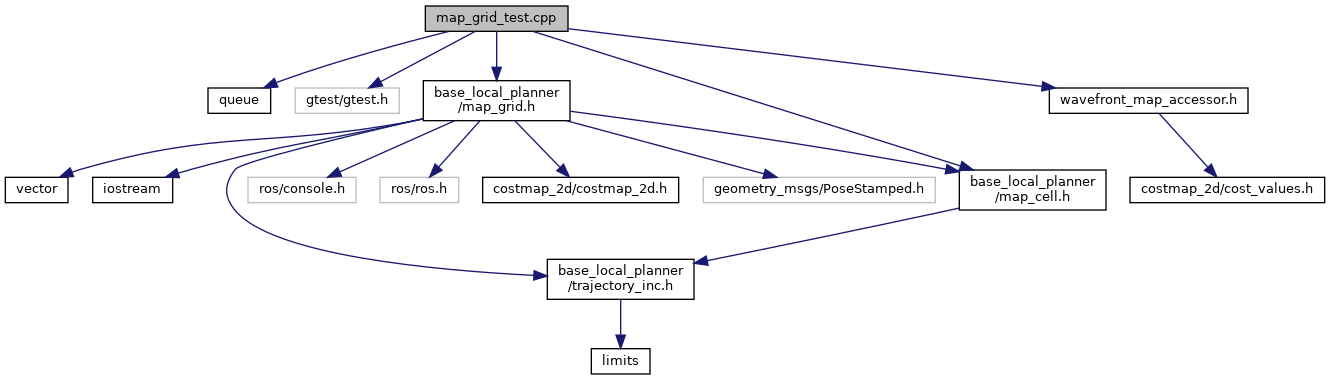 map_grid_test.cpp
queue
gtest/gtest.h
base_local_planner
/map_grid.h
wavefront_map_accessor.h
vector
iostream
ros/console.h
ros/ros.h
costmap_2d/costmap_2d.h
geometry_msgs/PoseStamped.h
base_local_planner
/map_cell.h
costmap_2d/cost_values.h
base_local_planner
/trajectory_inc.h
limits